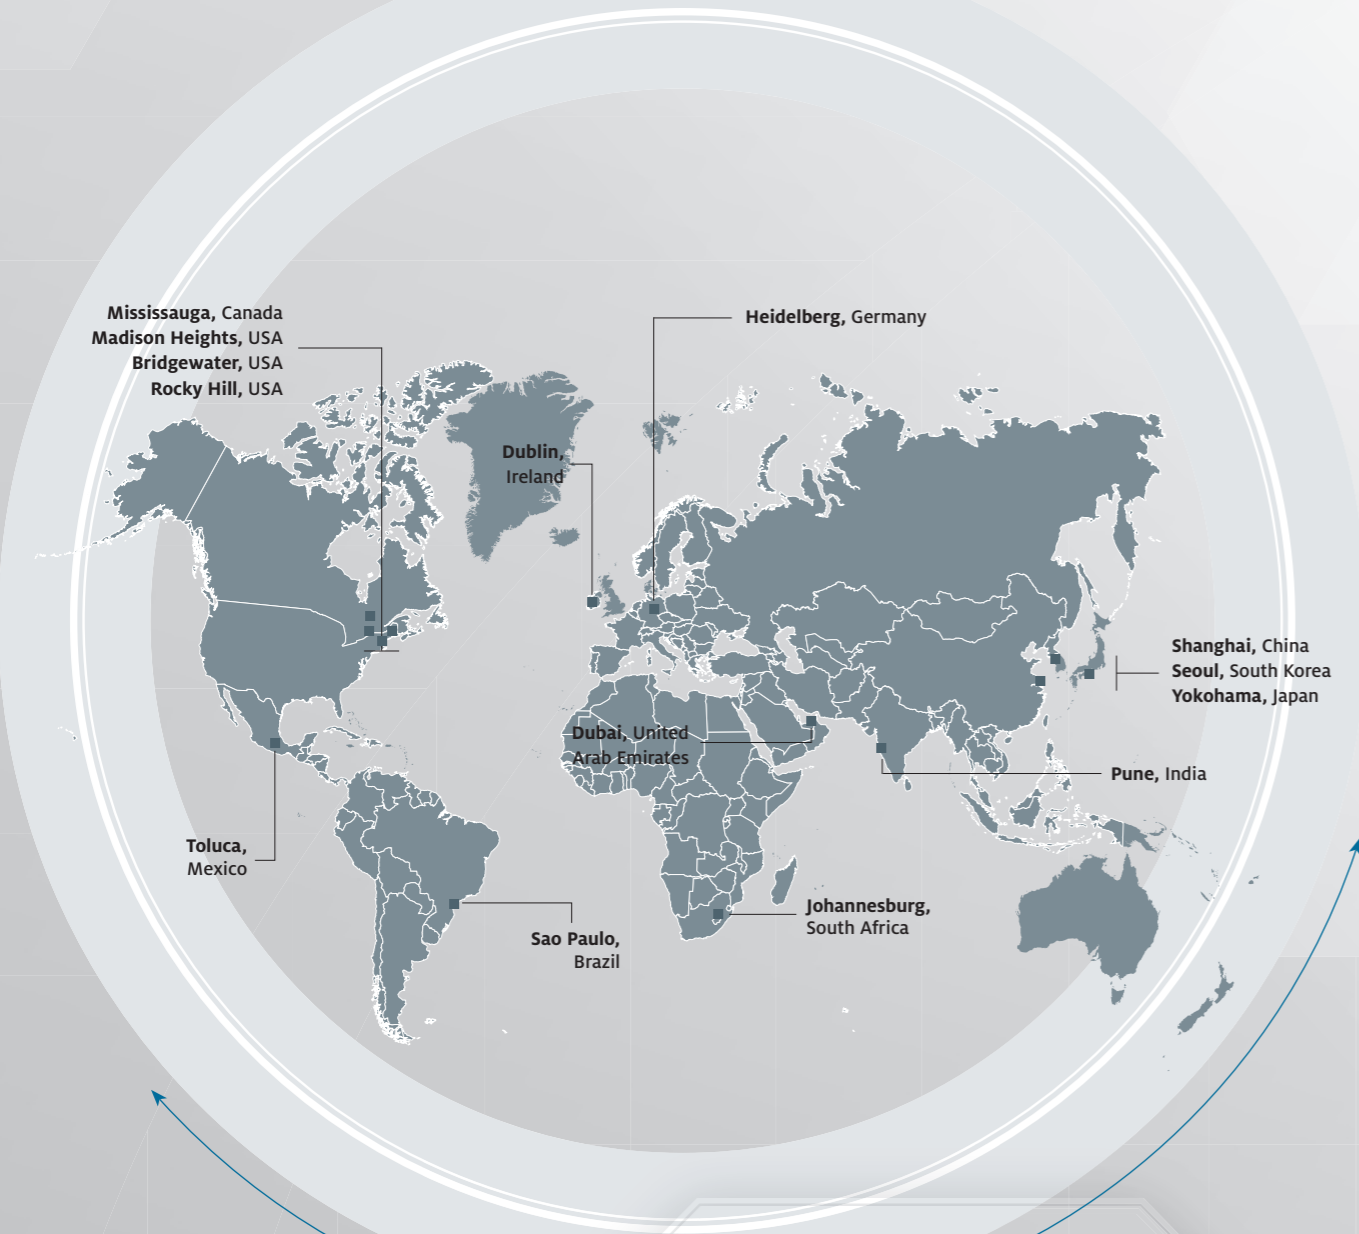 Mississauga, Canada
Madison Heights, USA
Bridgewater, USA
Rocky Hill, USA
Heidelberg, Germany
Dublin,
Ireland
Shanghai, China
Seoul, South Korea
Yokohama, Japan
Dubai, United
Arab Emirates
Pune, India
Toluca,
Mexico
Johannesburg,
South Africa
Sao Paulo,
Brazil